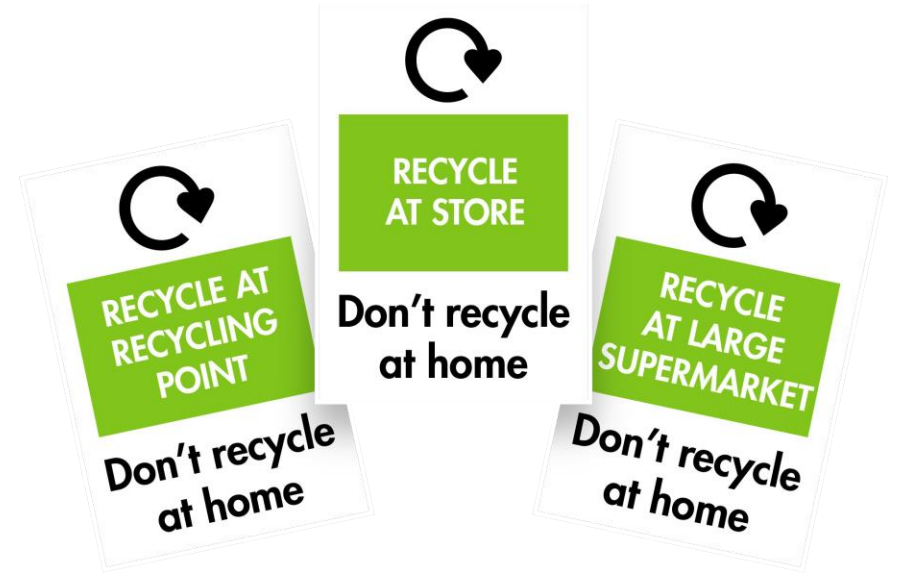 RECYCLE AT
RECYCLING
POINT
Don't recycle
at home
RECYCLE
AT STORE
Don't recycle
at home
RECYCLE
AT LARGE
SUPERMARKET
Don't recycle
at home